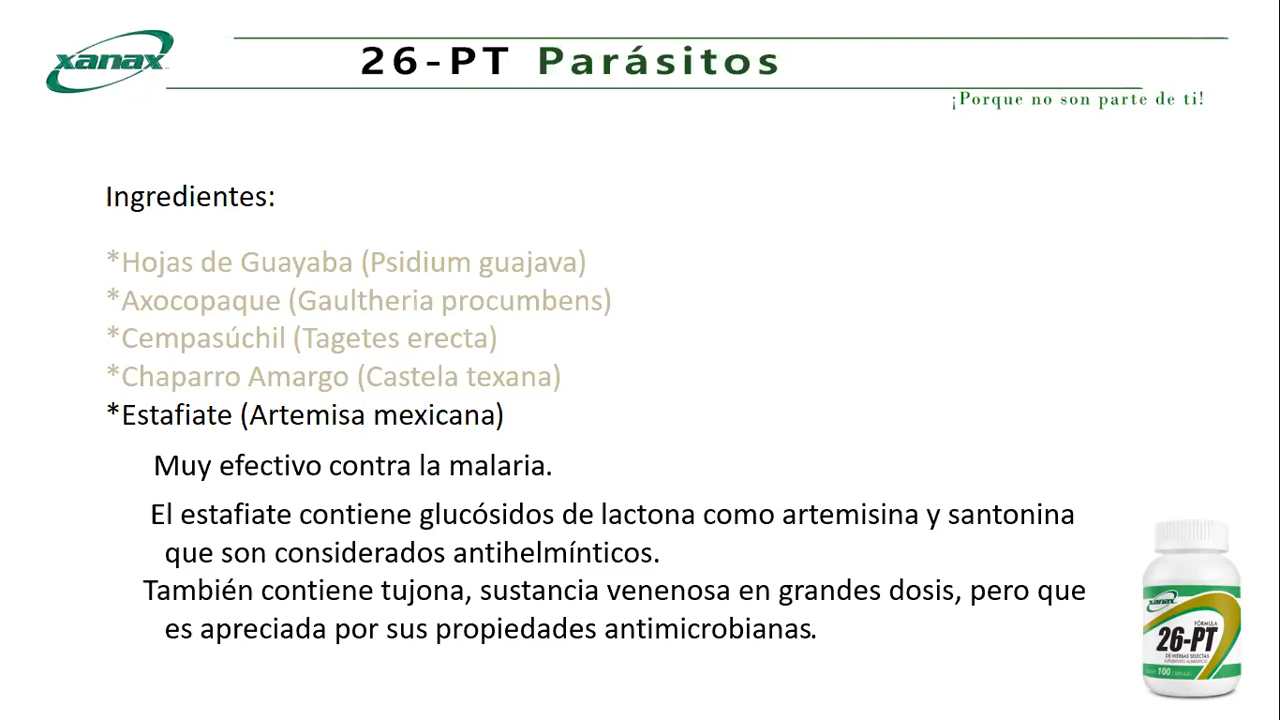 xanax
26-PT Parásitos
¡Porque no son parte de ti!
Ingredientes:
*Hojas de Guayaba (Psidium guajava)
*Axocopaque (Gaultheria procumbens)
*Cempasúchil (Tagetes erecta)
*Chaparro Amargo (Castela texana)
*Estafiate (Artemisa mexicana)
Muy efectivo contra la malaria.
El estafiate contiene glucósidos de lactona como artemisina y santonina
que son considerados antihelmínticos.
También contiene tujona, sustancia venenosa en grandes dosis, pero que
es apreciada por sus propiedades antimicrobianas.
xanax
FÓRMULA
26-PT
DE HIERBAS SELECTAS
SUPLEMENTO ALIMENTICIO
100